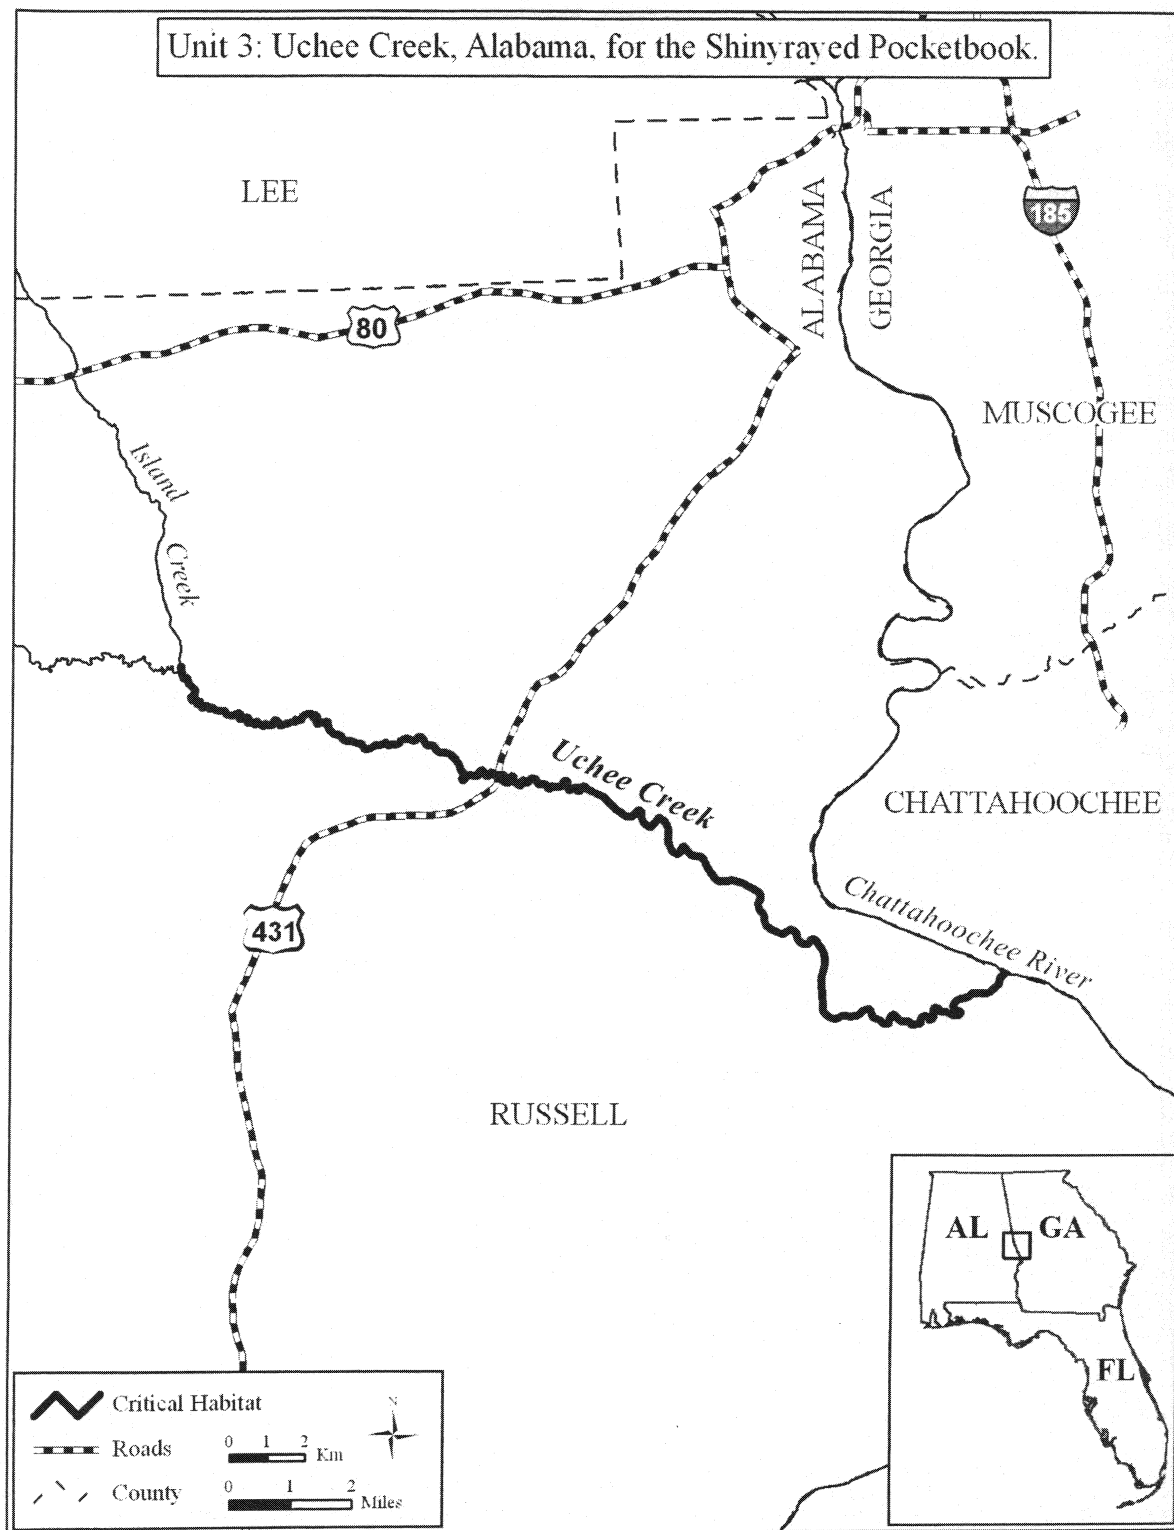 Unit 3: Uchee Creek, Alabama, for the Shinyrayed Pocketbook.
LEE
ALABAMA
GEORGIA
185
80
MUSCOGEE
Island
Creek
Uchee Creek
CHATTAHOOCHEE
Chattahoochee River
431
RUSSELL
AL
GA
FL
Critical Habitat
N
Roads
0 1 2
Km
County
0 1 2
Miles